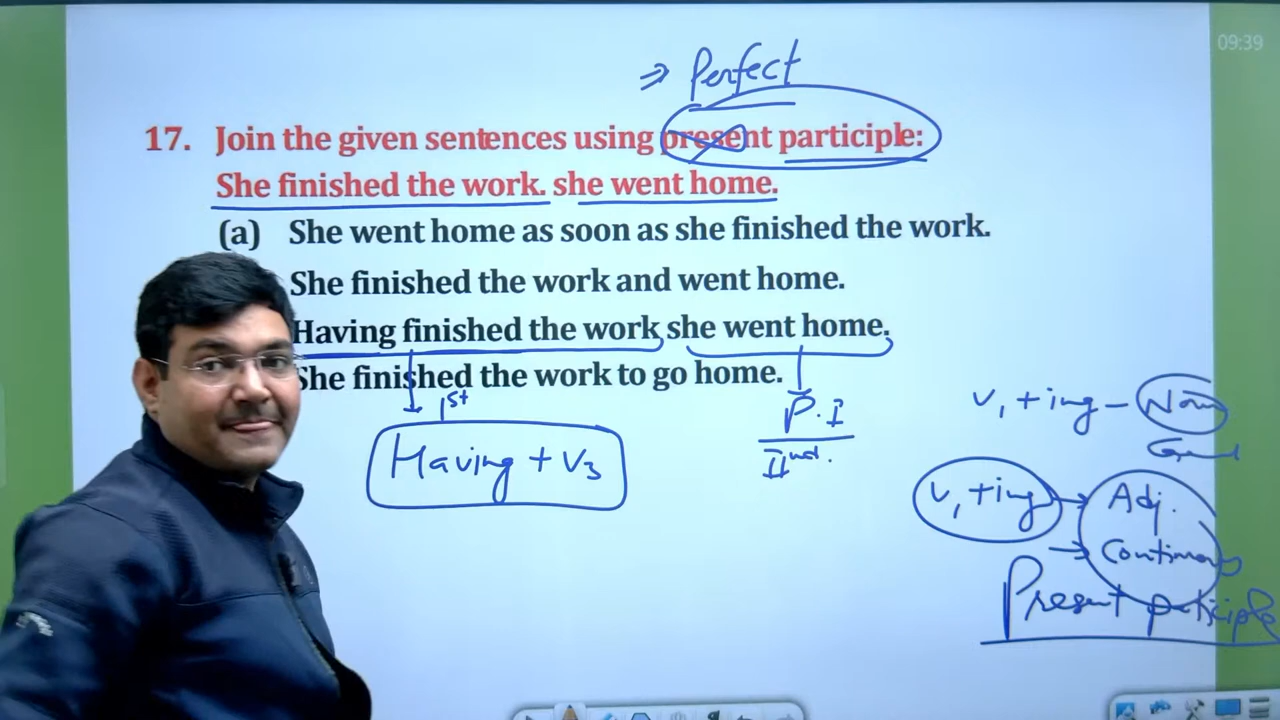 09:39
⇒ Perfect
17. Join the given sentences using present participle:
She finished the work. she went home.
(a) She went home as soon as she finished the work.
She finished the work and went home.
Having finished the work, she went home.
She finished the work to go home.
1st
Having + V3
P.I
IInd.
V1 + ing – Noun
V1 + ing → Adj.
→ Continuous
Present participle